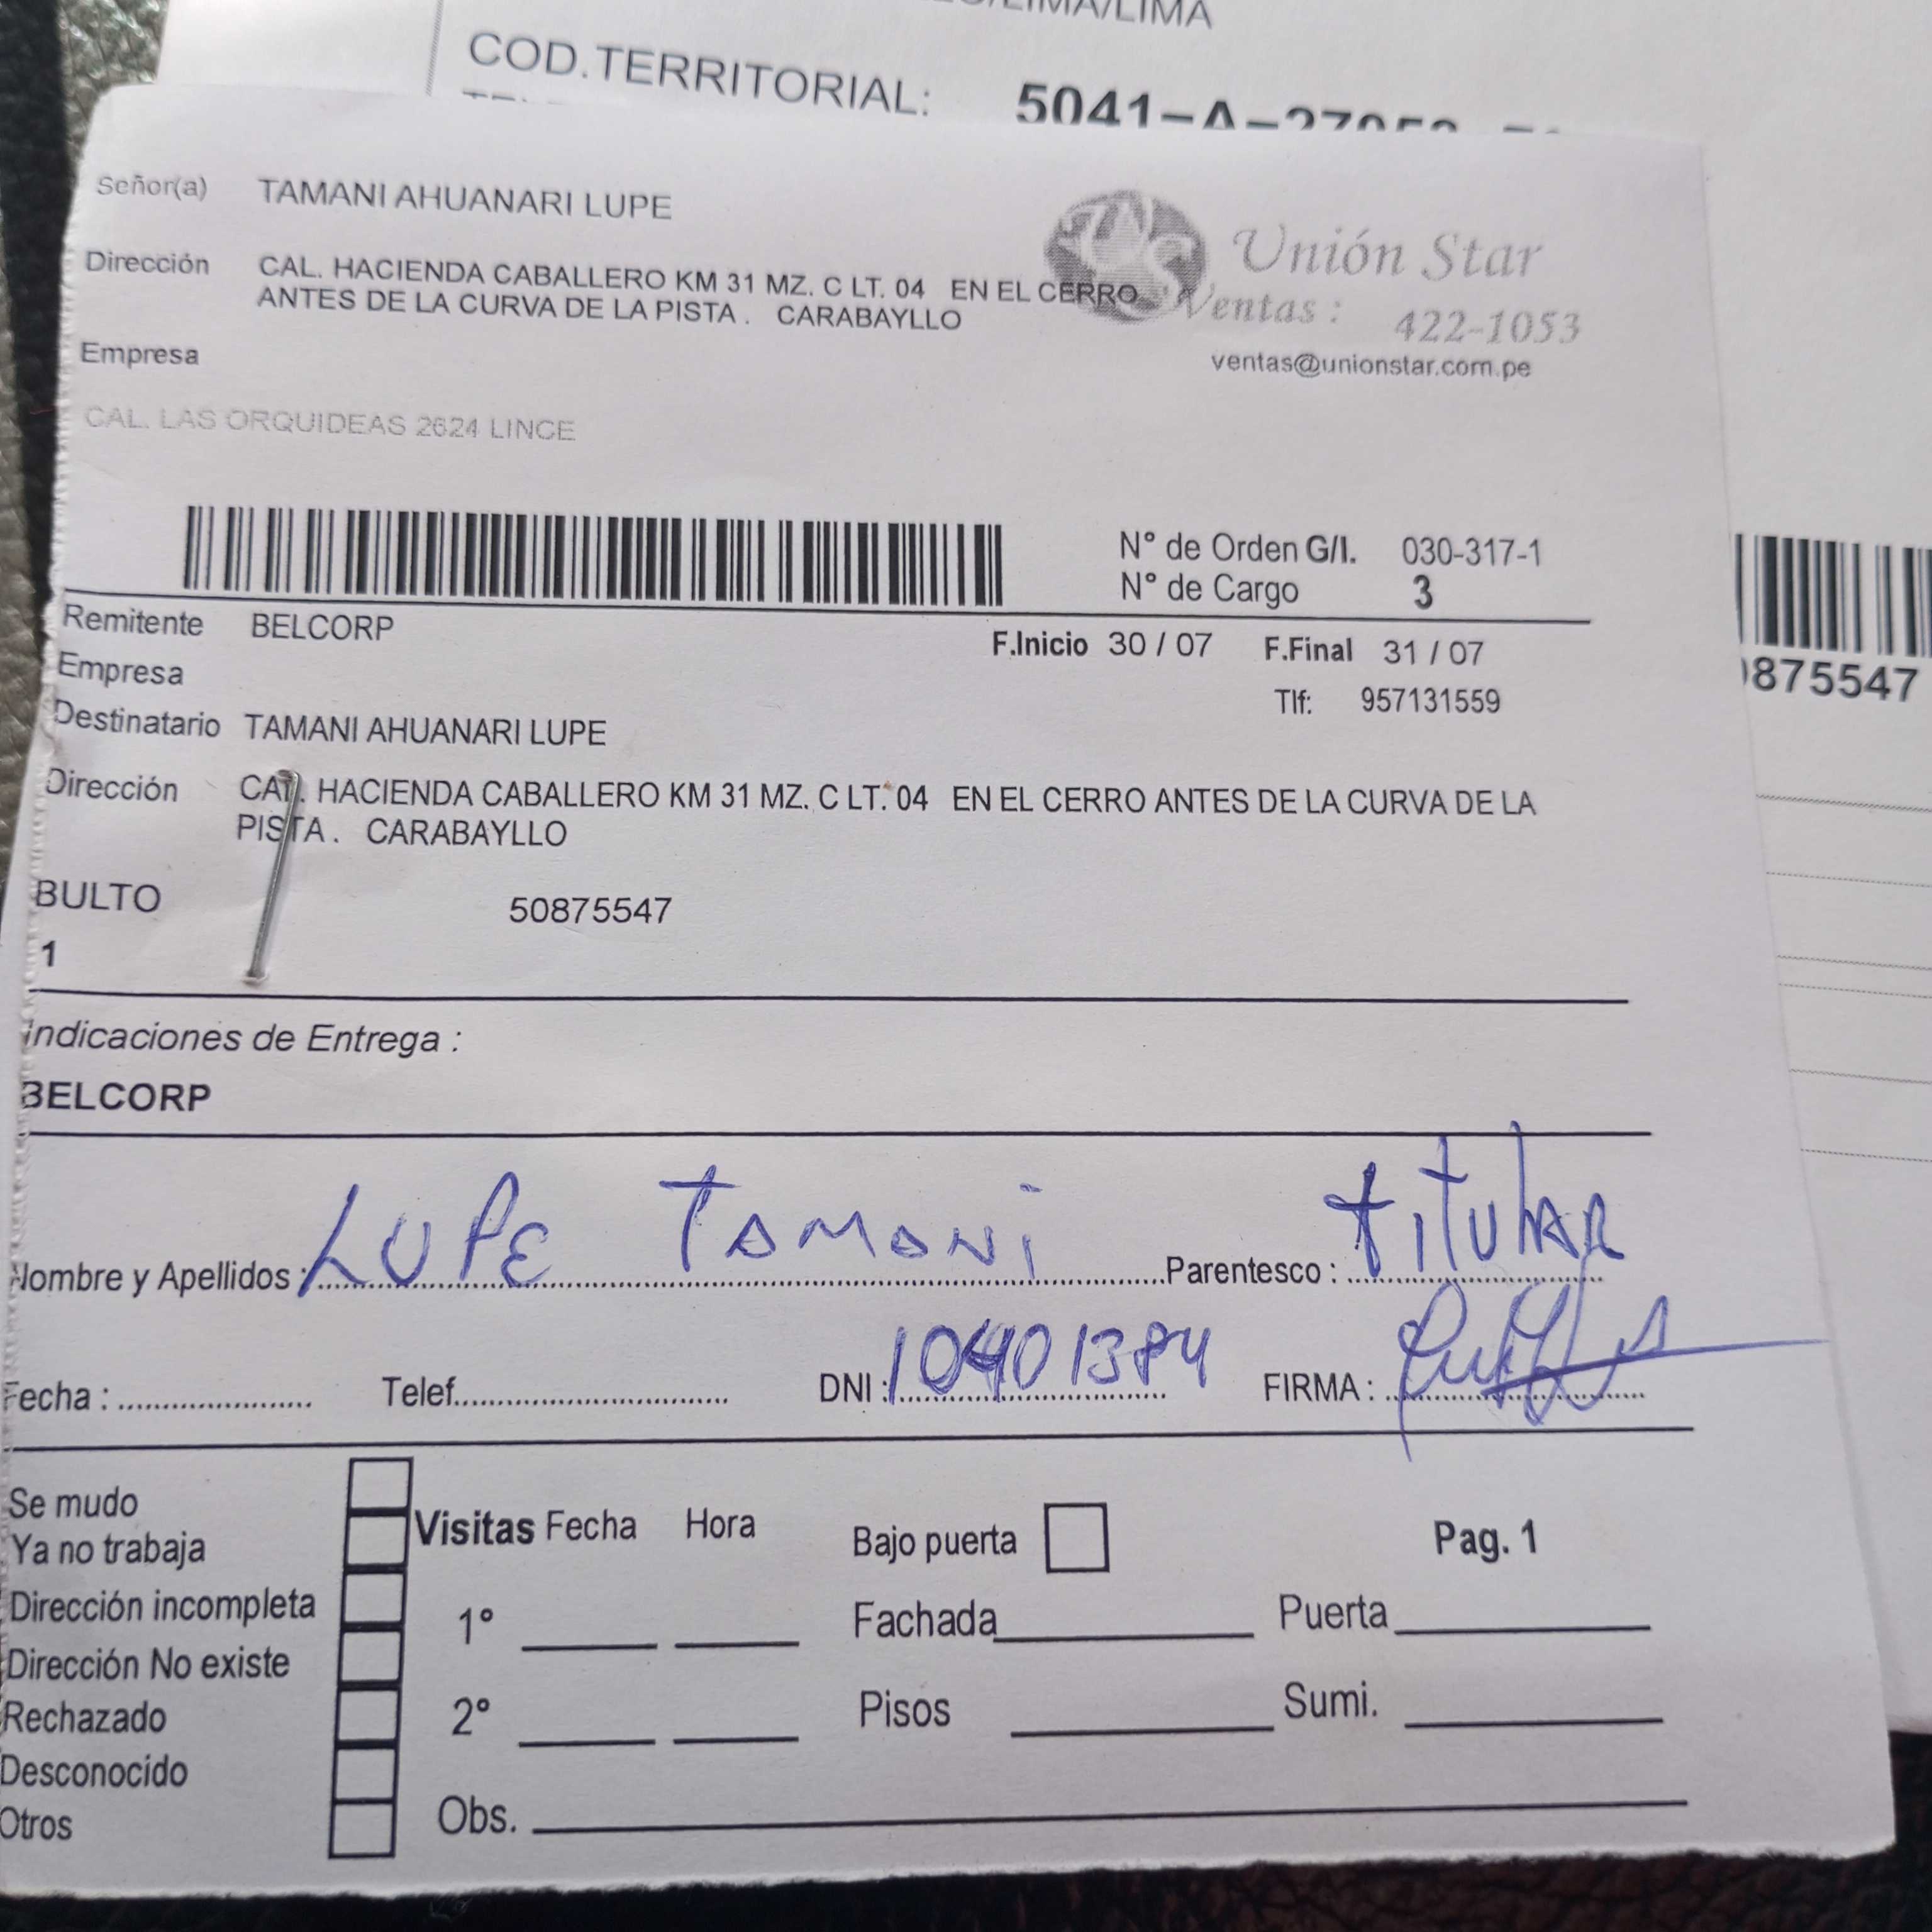 COD.TERRITORIAL:
Señor(a) TAMANI AHUANARI LUPE
Dirección CAL. HACIENDA CABALLERO KM 31 MZ. C LT. 04 EN EL CERRO
ANTES DE LA CURVA DE LA PISTA . CARABAYLLO
Unión Star
Ventas : 422-1053
ventas@unionstar.com.pe
Empresa
CAL. LAS ORQUIDEAS 2624 LINCE
N° de Orden G/I. 030-317-1
N° de Cargo 3
Remitente BELCORP
F.Inicio 30 / 07 F.Final 31 / 07
Empresa
Tlf: 957131559
Destinatario TAMANI AHUANARI LUPE
Dirección CAL. HACIENDA CABALLERO KM 31 MZ. C LT. 04 EN EL CERRO ANTES DE LA CURVA DE LA
PISTA . CARABAYLLO
BULTO 50875547
1
Indicaciones de Entrega :
BELCORP
Nombre y Apellidos : LUPE TAMANI Parentesco : TITULAR
Fecha : Telef. DNI : 10401384 FIRMA :
Se mudo
Ya no trabaja
Dirección incompleta
Dirección No existe
Rechazado
Desconocido
Otros
Visitas Fecha Hora
1°
2°
Obs.
Bajo puerta
Pag. 1
Fachada Puerta
Pisos Sumi.
875547